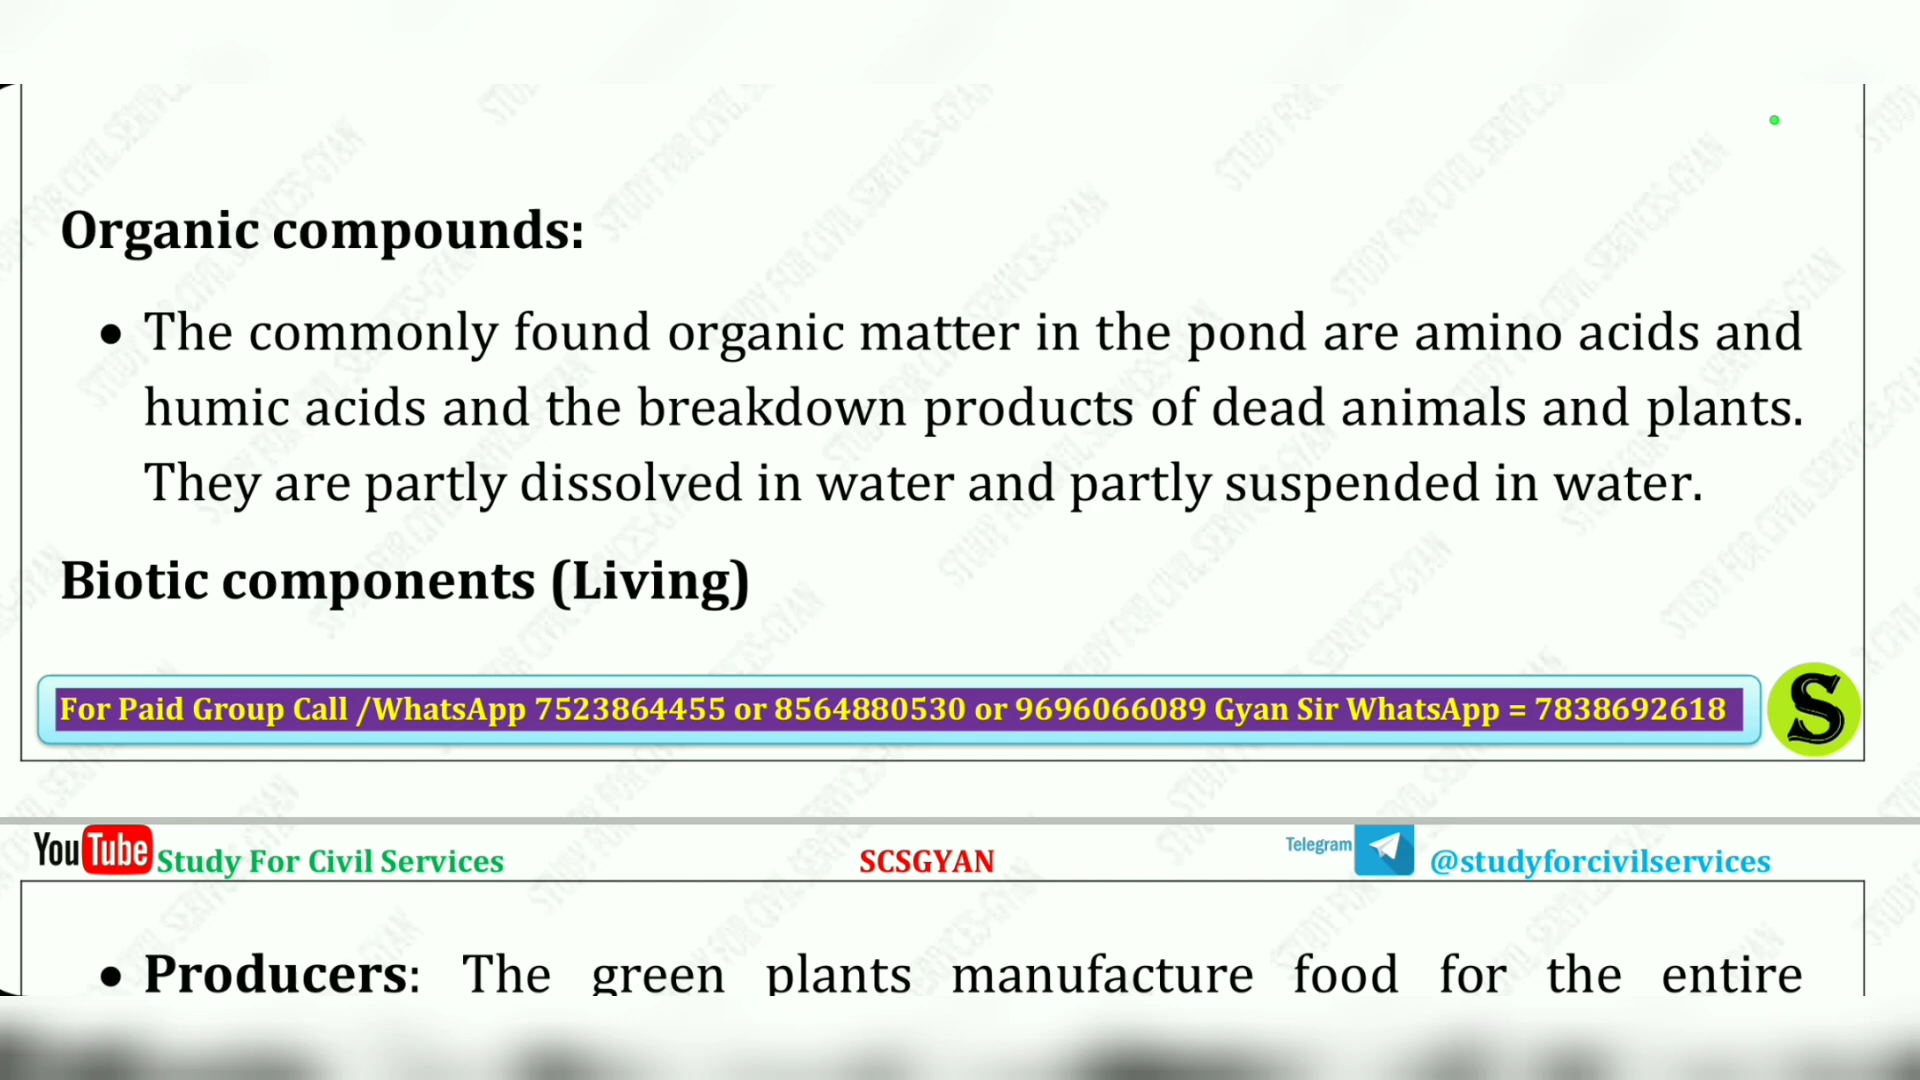 Organic compounds:
• The commonly found organic matter in the pond are amino acids and
humic acids and the breakdown products of dead animals and plants.
They are partly dissolved in water and partly suspended in water.
Biotic components (Living)
For Paid Group Call /WhatsApp 7523864455 or 8564880530 or 9696066089 Gyan Sir WhatsApp = 7838692618
S
YouTube Study For Civil Services SCSGYAN Telegram @studyforcivilservices
• Producers: The green plants manufacture food for the entire